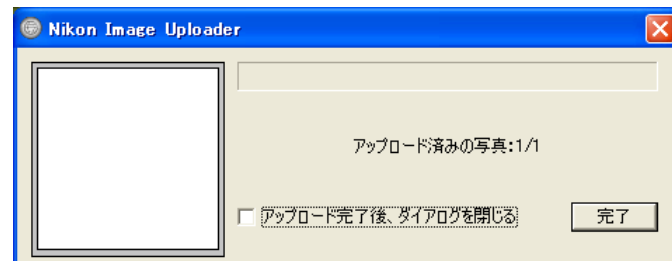 Nikon Image Uploader
アップロード済みの写真:1/1
アップロード完了後、ダイアログを閉じる
完了